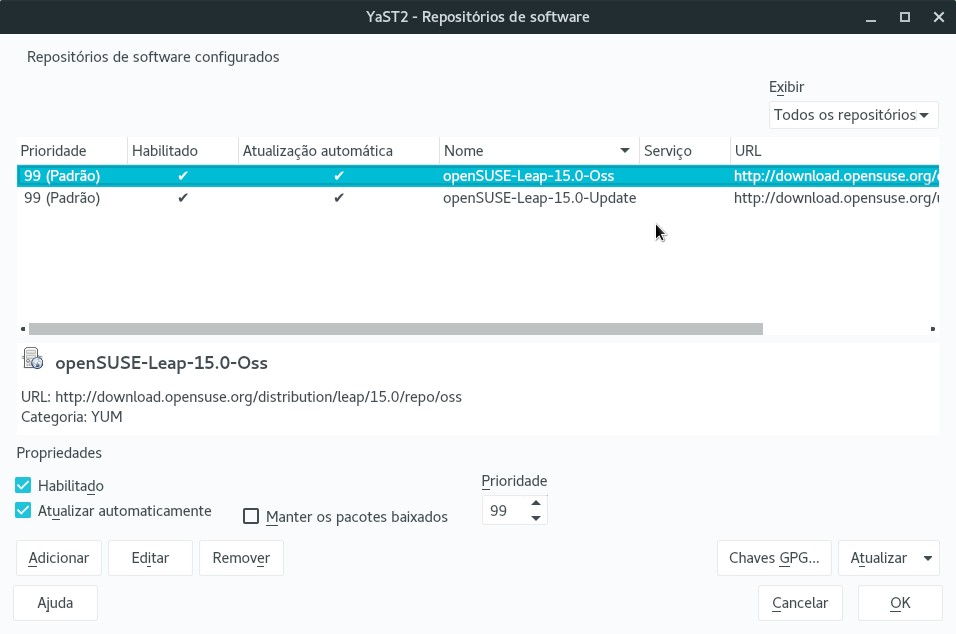 YaST2 - Repositórios de software
Repositórios de software configurados
Exibir
Todos os repositórios
Prioridade Habilitado Atualização automática Nome Serviço URL
99 (Padrão) ✔ ✔ openSUSE-Leap-15.0-Oss http://download.opensuse.org/
99 (Padrão) ✔ ✔ openSUSE-Leap-15.0-Update http://download.opensuse.org/
openSUSE-Leap-15.0-Oss
URL: http://download.opensuse.org/distribution/leap/15.0/repo/oss
Categoria: YUM
Propriedades
Habilitado
Prioridade
Atualizar automaticamente
Manter os pacotes baixados
99
Adicionar Editar Remover Chaves GPG... Atualizar
Ajuda Cancelar OK